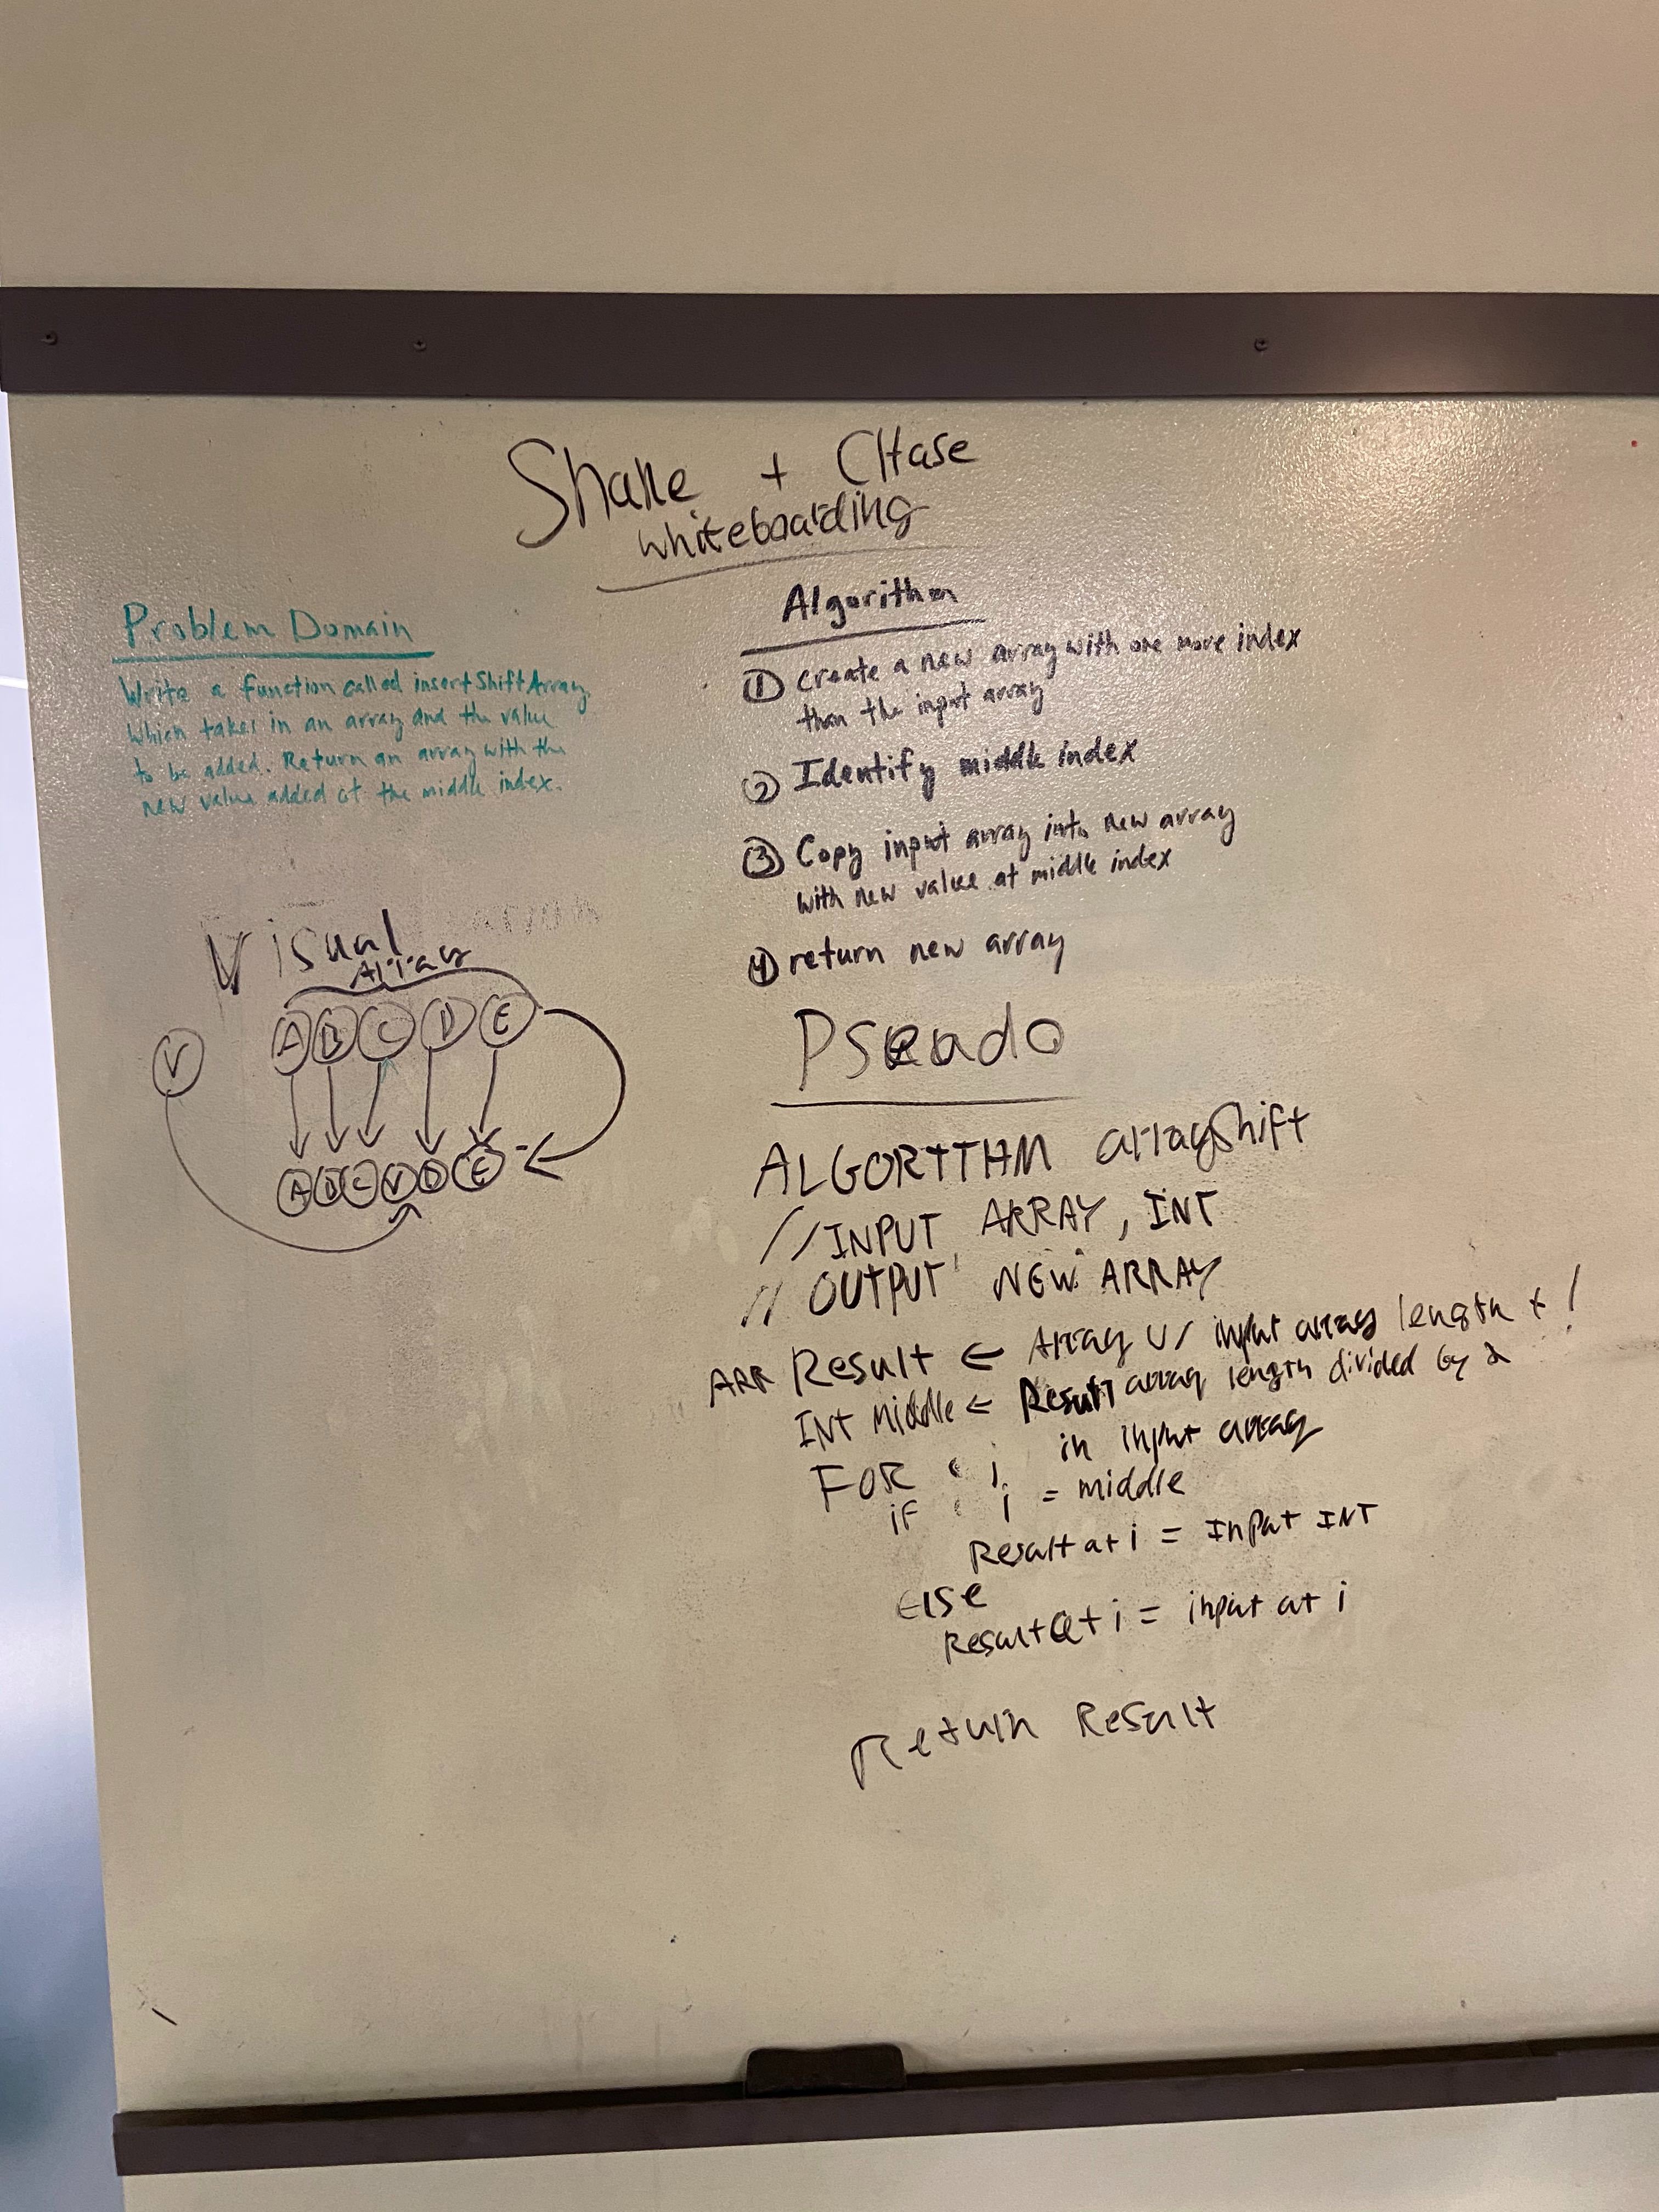 Shane + CHase
whiteboarding
Problem Domain
Write a function called insertShiftArray,
which takes in an array and the value
to be added. Return an array with the
new value added at the middle index.
Visual
Array
V
A B C D E
A B C V D E
Algorithm
① Create a new array with one more index
than the input array
② Identify middle index
③ Copy input array into new array
with new value at middle index
④ return new array
Pseudo
ALGORITHM arrayShift
// INPUT ARRAY, INT
// OUTPUT NEW ARRAY
ARR Result ← Array w/ input array length + 1
INT middle ← Result array length divided by 2
FOR i in input array
iF i = middle
Result at i = Input INT
Else
Result at i = input at i
Return Result